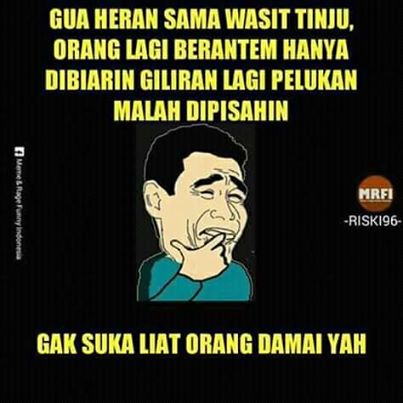 GUA HERAN SAMA WASIT TINJU,
ORANG LAGI BERANTEM HANYA
DIBIARIN GILIRAN LAGI PELUKAN
MALAH DIPISAHIN
Meme & Rage Funny Indonesia
MRFI
-RISKI96-
GAK SUKA LIAT ORANG DAMAI YAH